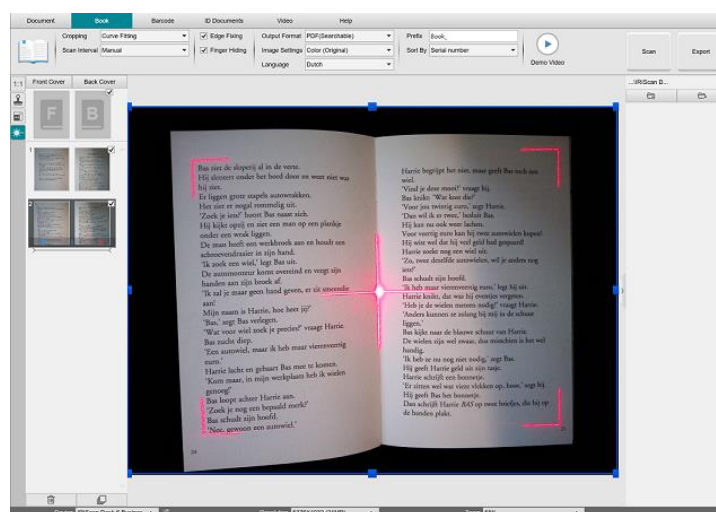 Document Book Barcode ID Documents Video Help
Cropping Curve Fitting
Scan Interval Manual
Edge Fixing
Finger Hiding
Output Format PDF(Searchable)
Image Settings Color (Original)
Language Dutch
Prefix Book_
Sort By Serial number
Demo Video
Scan
Export
1:1
Front Cover Back Cover
F B
1
2
...\IRIScan B...
Bas ziet de sloperij al in de verte.
Hij slentert onder het bord door en weet niet wat
hij ziet.
Er liggen grote stapels autowrakken.
Het ziet er nogal rommelig uit.
'Zoek je iets?' hoort Bas naast zich.
Hij kijkt opzij en ziet een man op een plankje
onder een wrak liggen.
De man heeft een werkbroek aan en houdt een
schroevendraaier in zijn hand.
'Ik zoek een wiel,' legt Bas uit.
De automonteur komt overeind en veegt zijn
handen aan zijn broek af.
'Ik zal je maar geen hand geven, er zit smeerolie
aan!
Mijn naam is Harrie, hoe heet jij?'
'Bas,' zegt Bas verlegen.
'Wat voor wiel zoek je precies?' vraagt Harrie.
Bas zucht diep.
'Een autowiel, maar ik heb maar vierenveertig
euro.'
Harrie lacht en gebaart Bas mee te komen.
'Kom maar, in mijn werkplaats heb ik wielen
genoeg!'
Bas loopt achter Harrie aan.
'Zoek je nog een bepaald merk?'
Bas schudt zijn hoofd.
'Nee, gewoon een autowiel.'
24
Harrie begrijpt het niet, maar geeft Bas toch een
wiel.
'Vind je deze mooi?' vraagt hij.
Bas knikt. 'Wat kost die?'
'Voor jou twintig euro,' zegt Harrie.
'Dan wil ik er twee,' besluit Bas.
Hij kan nu ook weer lachen.
Voor veertig euro kan hij twee autowielen kopen!
Hij wist wel dat hij veel geld had gespaard!
Harrie zoekt nog een wiel uit.
'Zo, twee dezelfde autowielen, wil je anders nog
iets?'
Bas schudt zijn hoofd.
'Ik heb maar vierenveertig euro,' legt hij uit.
Harrie knikt, dat was hij eventjes vergeten.
'Heb je de wielen meteen nodig?' vraagt Harrie.
'Anders kunnen ze zolang bij mij in de schuur
liggen.'
Bas kijkt naar de blauwe schuur van Harrie.
De wielen zijn wel zwaar, dus misschien is het wel
handig.
'Ik heb ze nu nog niet nodig,' zegt Bas.
Hij geeft Harrie geld uit zijn tasje.
Harrie schrijft een bonnetje.
'Er zitten wel wat vieze vlekken op, hoor,' zegt hij.
Hij geeft Bas het bonnetje.
Dan schrijft Harrie BAS op twee briefjes, die hij op
de banden plakt.
25